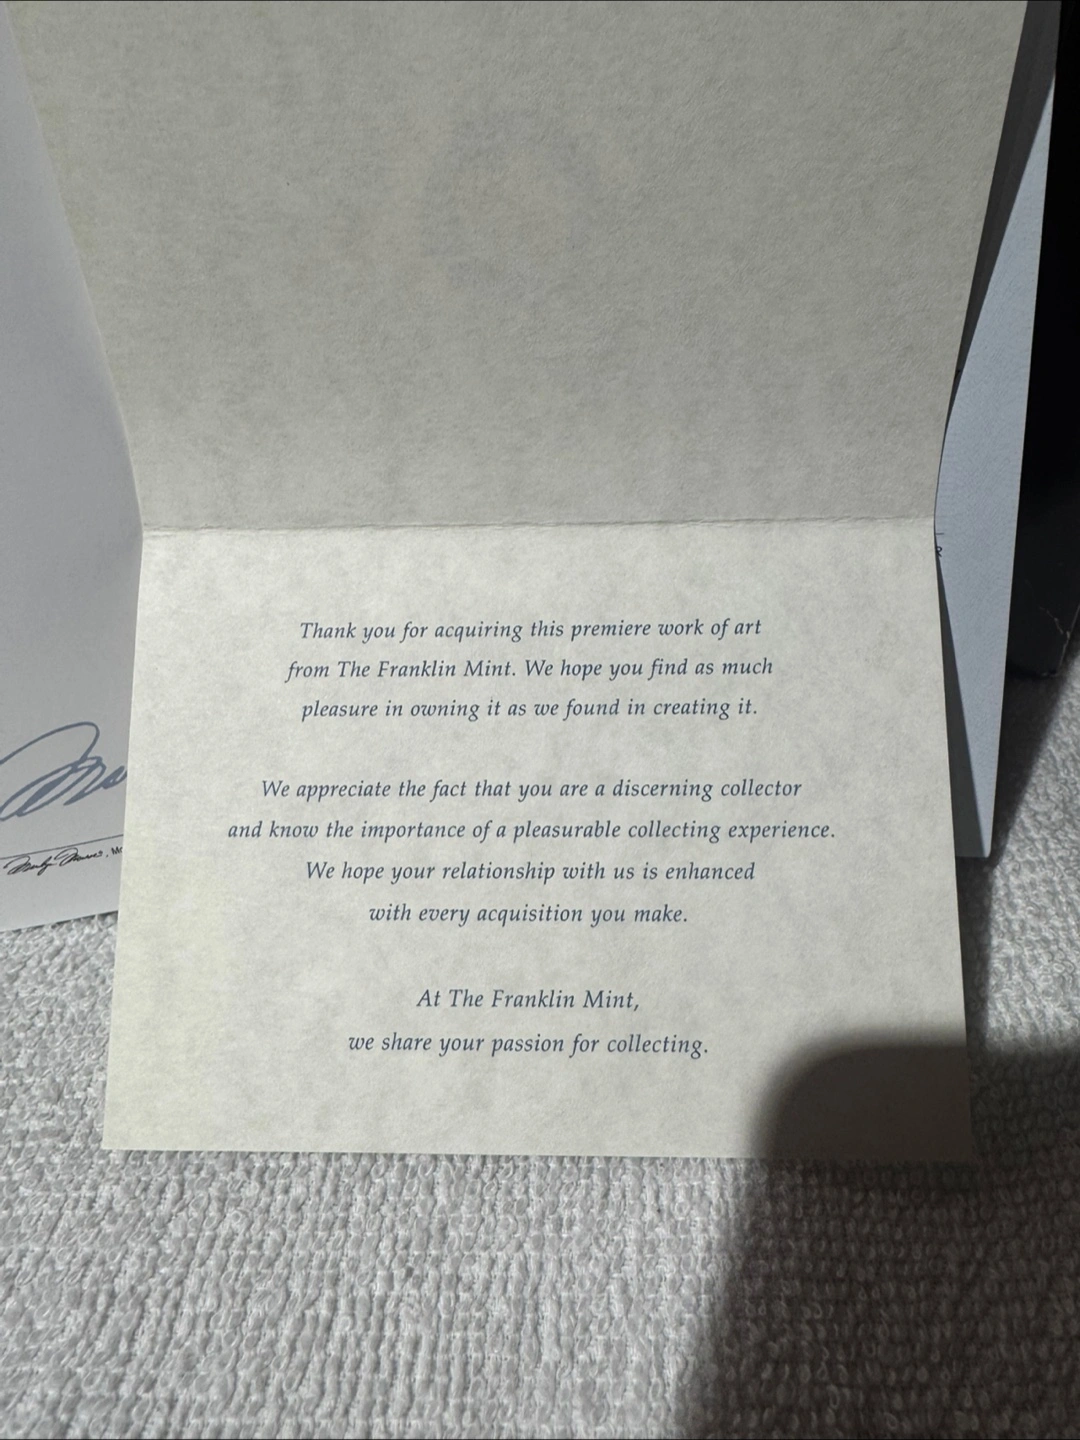 Thank you for acquiring this premiere work of art
from The Franklin Mint. We hope you find as much
pleasure in owning it as we found in creating it.
We appreciate the fact that you are a discerning collector
and know the importance of a pleasurable collecting experience.
We hope your relationship with us is enhanced
with every acquisition you make.
At The Franklin Mint,
we share your passion for collecting.
Marilyn Monroe